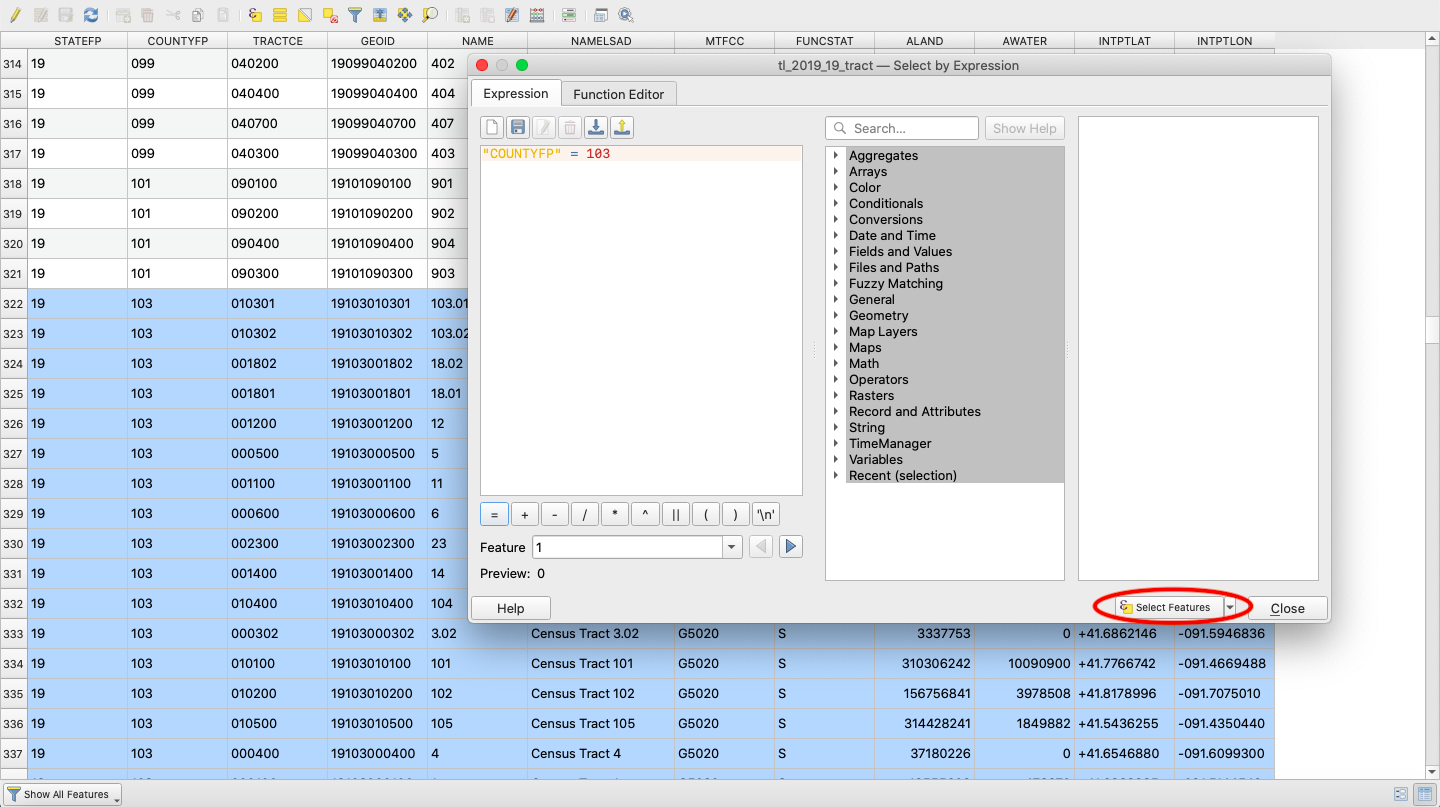 STATEFP COUNTYFP TRACTCE GEOID NAME NAMELSAD MTFCC FUNCSTAT ALAND AWATER INTPTLAT INTPTLON
314 19 099 040200 19099040200 402
315 19 099 040400 19099040400 404
316 19 099 040700 19099040700 407
317 19 099 040300 19099040300 403
318 19 101 090100 19101090100 901
319 19 101 090200 19101090200 902
320 19 101 090400 19101090400 904
321 19 101 090300 19101090300 903
322 19 103 010301 19103010301 103.01
323 19 103 010302 19103010302 103.02
324 19 103 001802 19103001802 18.02
325 19 103 001801 19103001801 18.01
326 19 103 001200 19103001200 12
327 19 103 000500 19103000500 5
328 19 103 001100 19103001100 11
329 19 103 000600 19103000600 6
330 19 103 002300 19103002300 23
331 19 103 001400 19103001400 14
332 19 103 010400 19103010400 104
333 19 103 000302 19103000302 3.02 Census Tract 3.02 G5020 S 3337753 0 +41.6862146 -091.5946836
334 19 103 010100 19103010100 101 Census Tract 101 G5020 S 310306242 10090900 +41.7766742 -091.4669488
335 19 103 010200 19103010200 102 Census Tract 102 G5020 S 156756841 3978508 +41.8178996 -091.7075010
336 19 103 010500 19103010500 105 Census Tract 105 G5020 S 314428241 1849882 +41.5436255 -091.4350440
337 19 103 000400 19103000400 4 Census Tract 4 G5020 S 37180226 0 +41.6546880 -091.6099300
tl_2019_19_tract — Select by Expression
Expression Function Editor
"COUNTYFP" = 103
= + - / * ^ || ( ) '\n'
Feature 1
Preview: 0
Help
Search... Show Help
Aggregates
Arrays
Color
Conditionals
Conversions
Date and Time
Fields and Values
Files and Paths
Fuzzy Matching
General
Geometry
Map Layers
Maps
Math
Operators
Rasters
Record and Attributes
String
TimeManager
Variables
Recent (selection)
Select Features Close
Show All Features